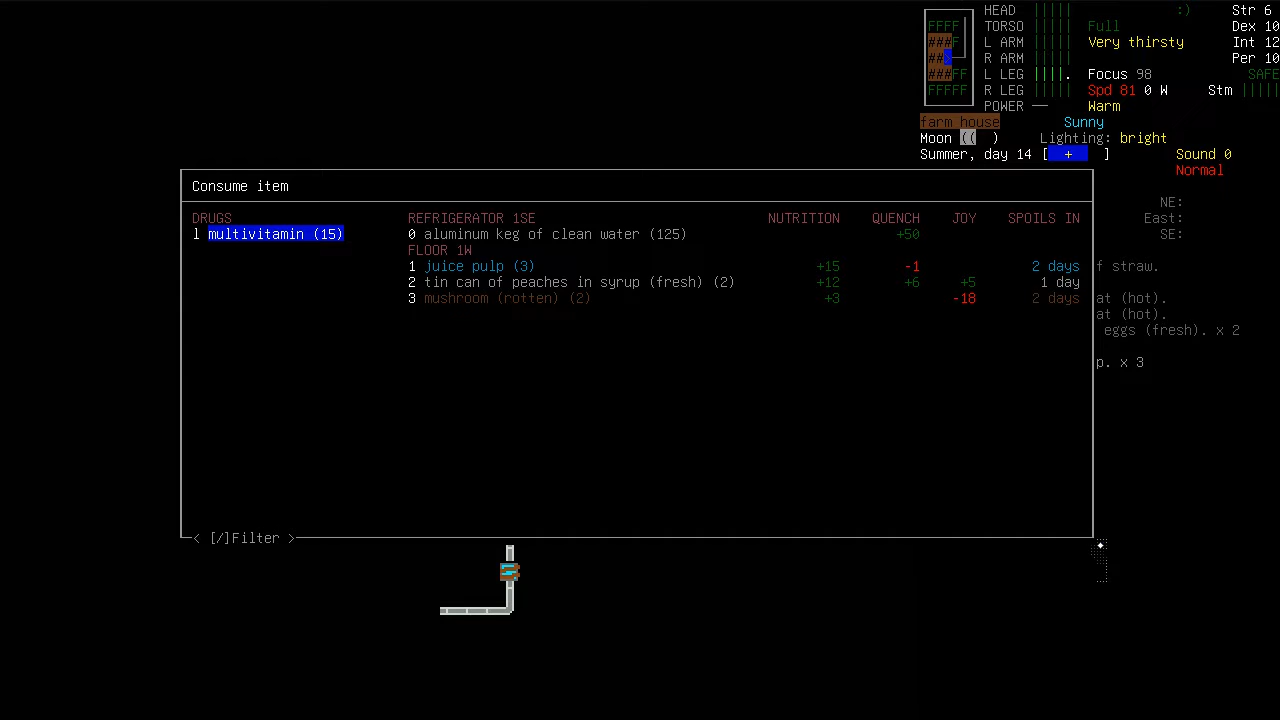 HEAD ||||| :) Str 6
FFFF TORSO ||||| Full Dex 10
###F L ARM ||||| Very thirsty Int 12
## R ARM ||||| Per 10
###FF L LEG ||||. Focus 98 SAFE
FFFFF R LEG ||||| Spd 81 0 W Stm |||||
POWER — Warm
farm house Sunny
Moon (( ) Lighting: bright
Summer, day 14 [ + ] Sound 0
Normal
Consume item
NE:
DRUGS REFRIGERATOR 1SE NUTRITION QUENCH JOY SPOILS IN East:
l multivitamin (15) 0 aluminum keg of clean water (125) +50 SE:
FLOOR 1W
1 juice pulp (3) +15 -1 2 days f straw.
2 tin can of peaches in syrup (fresh) (2) +12 +6 +5 1 day
3 mushroom (rotten) (2) +3 -18 2 days at (hot).
at (hot).
eggs (fresh). x 2
p. x 3
< [/]Filter >